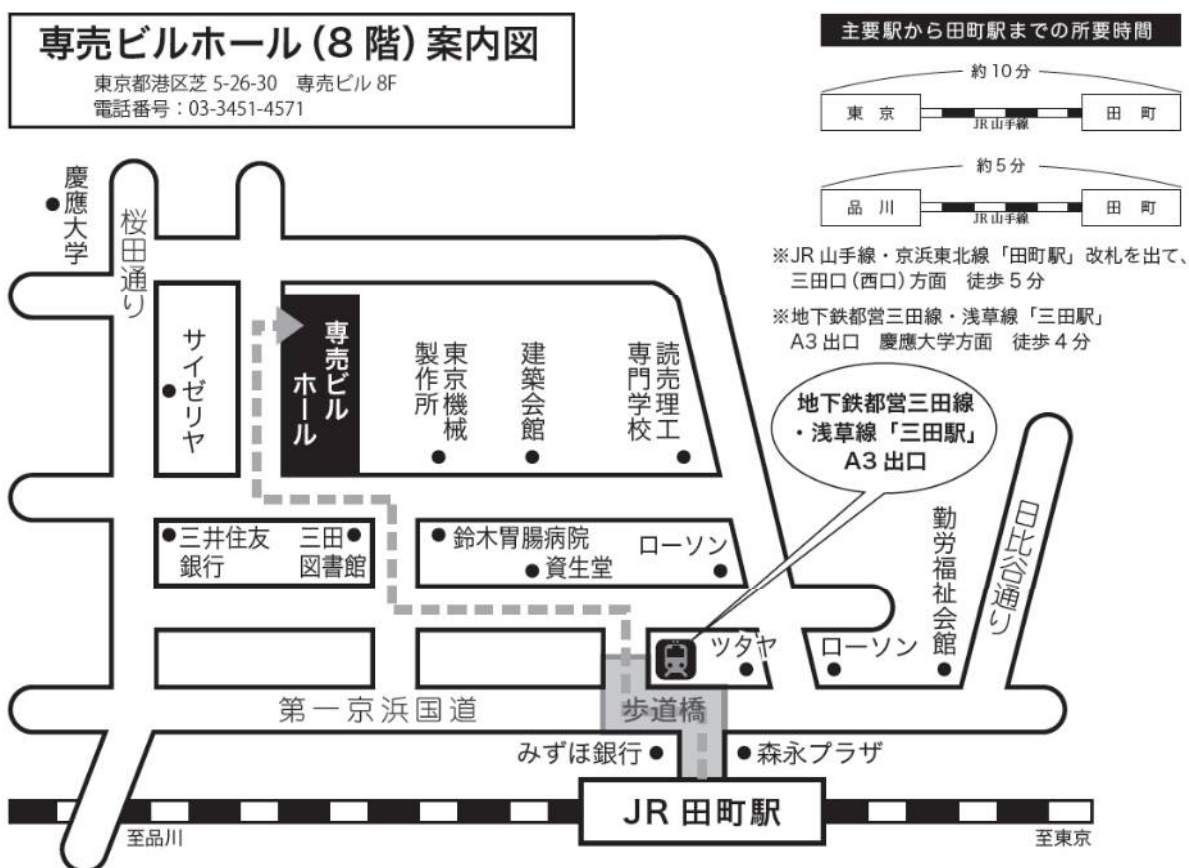 専売ビルホール(8階)案内図
東京都港区芝 5-26-30 専売ビル 8F
電話番号:03-3451-4571
主要駅から田町駅までの所要時間
約10分
東 京
JR山手線
田 町
約5分
品 川
JR山手線
田 町
※JR 山手線・京浜東北線「田町駅」改札を出て、
三田口(西口)方面 徒歩5分
※地下鉄都営三田線・浅草線「三田駅」
A3 出口 慶應大学方面 徒歩4分
慶應大学
桜田通り
サイゼリヤ
専売ビル
ホール
東京機械
製作所
建築会館
読売理工
専門学校
地下鉄都営三田線
・浅草線「三田駅」
A3 出口
三井住友
銀行
三田
図書館
鈴木胃腸病院
資生堂
ローソン
勤労福祉会館
日比谷通り
ツタヤ
ローソン
第一京浜国道
歩道橋
みずほ銀行
森永プラザ
JR 田町駅
至品川
至東京